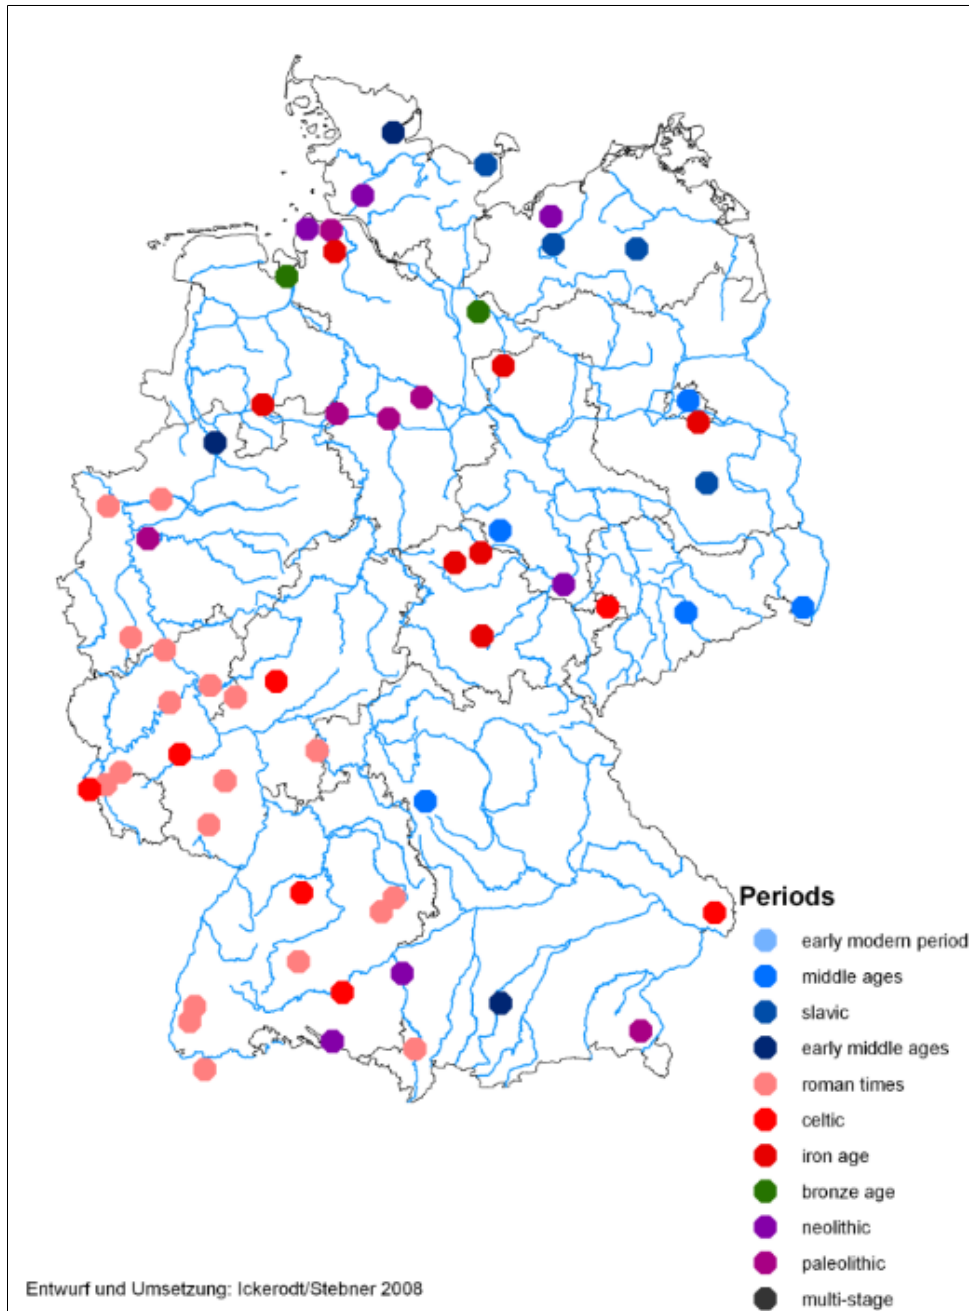 Periods
early modern period
middle ages
slavic
early middle ages
roman times
celtic
iron age
bronze age
neolithic
paleolithic
multi-stage
Entwurf und Umsetzung: Ickerodt/Stebner 2008